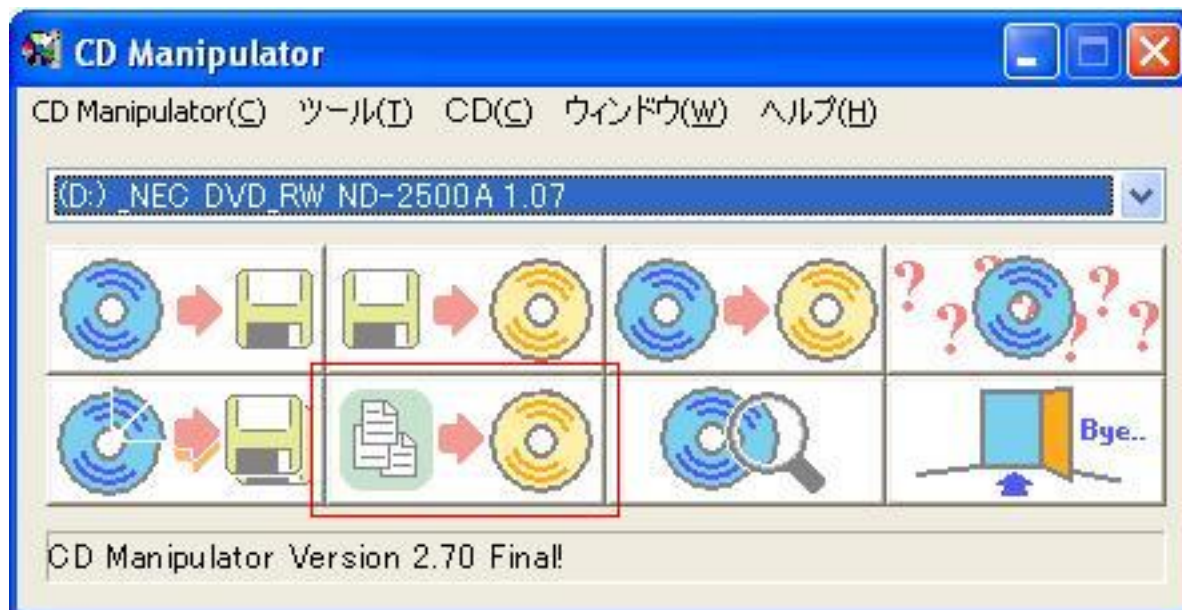 CD Manipulator
CD Manipulator(C) ツール(T) CD(C) ウィンドウ(W) ヘルプ(H)
(D:) _NEC DVD_RW ND-2500A 1.07
? ? ? ? ?
Bye..
CD Manipulator Version 2.70 Final!